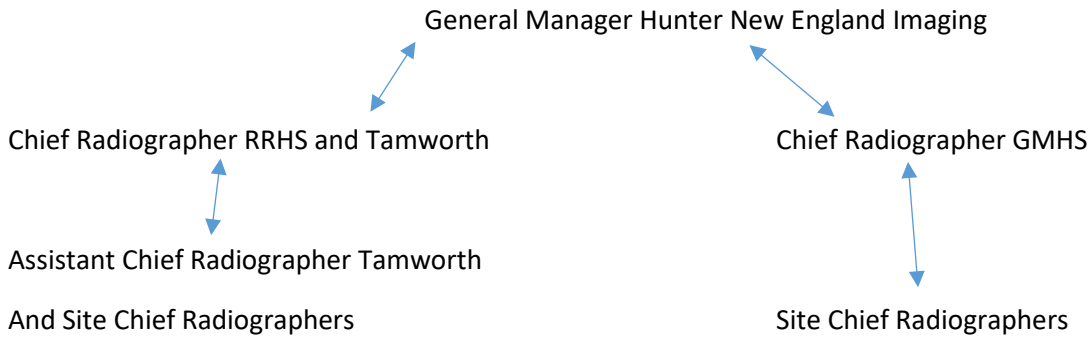 General Manager Hunter New England Imaging
Chief Radiographer RRHS and Tamworth
Chief Radiographer GMHS
Assistant Chief Radiographer Tamworth
And Site Chief Radiographers
Site Chief Radiographers